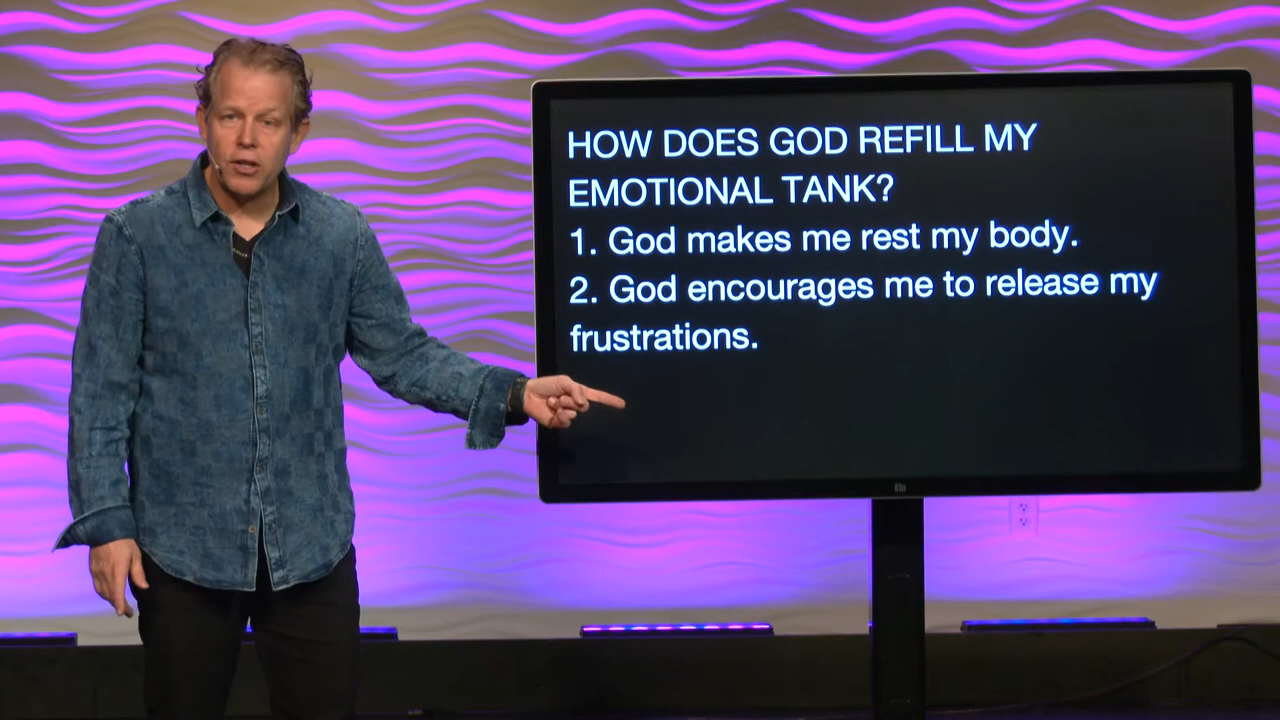 HOW DOES GOD REFILL MY
EMOTIONAL TANK?
1. God makes me rest my body.
2. God encourages me to release my
frustrations.
elo